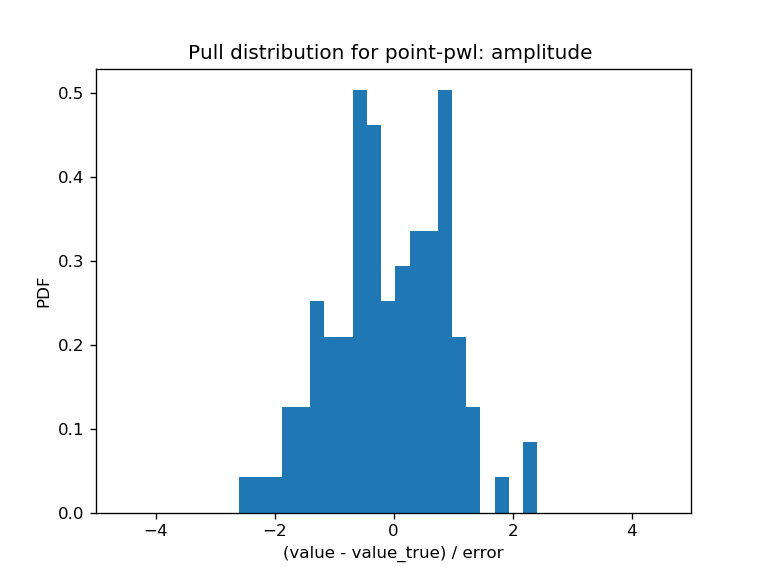 Pull distribution for point-pwl: amplitude
0.5
0.4
0.3
0.2
0.1
0.0
PDF
−4 −2 0 2 4
(value - value_true) / error